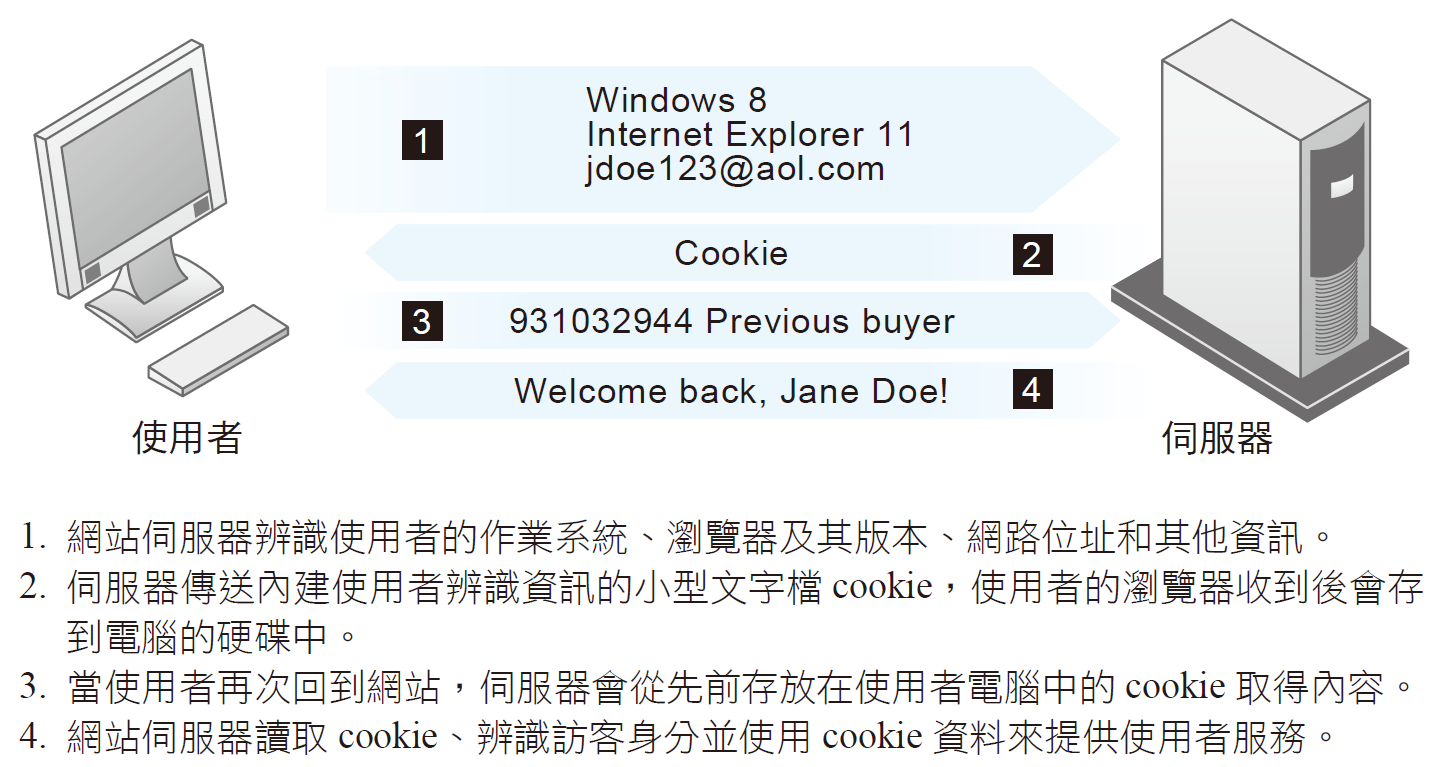 Windows 8
Internet Explorer 11
jdoe123@aol.com
1
Cookie
2
3
931032944 Previous buyer
Welcome back, Jane Doe!
4
使用者
伺服器
1. 網站伺服器辨識使用者的作業系統、瀏覽器及其版本、網路位址和其他資訊。
2. 伺服器傳送內建使用者辨識資訊的小型文字檔 cookie，使用者的瀏覽器收到後會存
到電腦的硬碟中。
3. 當使用者再次回到網站，伺服器會從先前存放在使用者電腦中的 cookie 取得內容。
4. 網站伺服器讀取 cookie、辨識訪客身分並使用 cookie 資料來提供使用者服務。